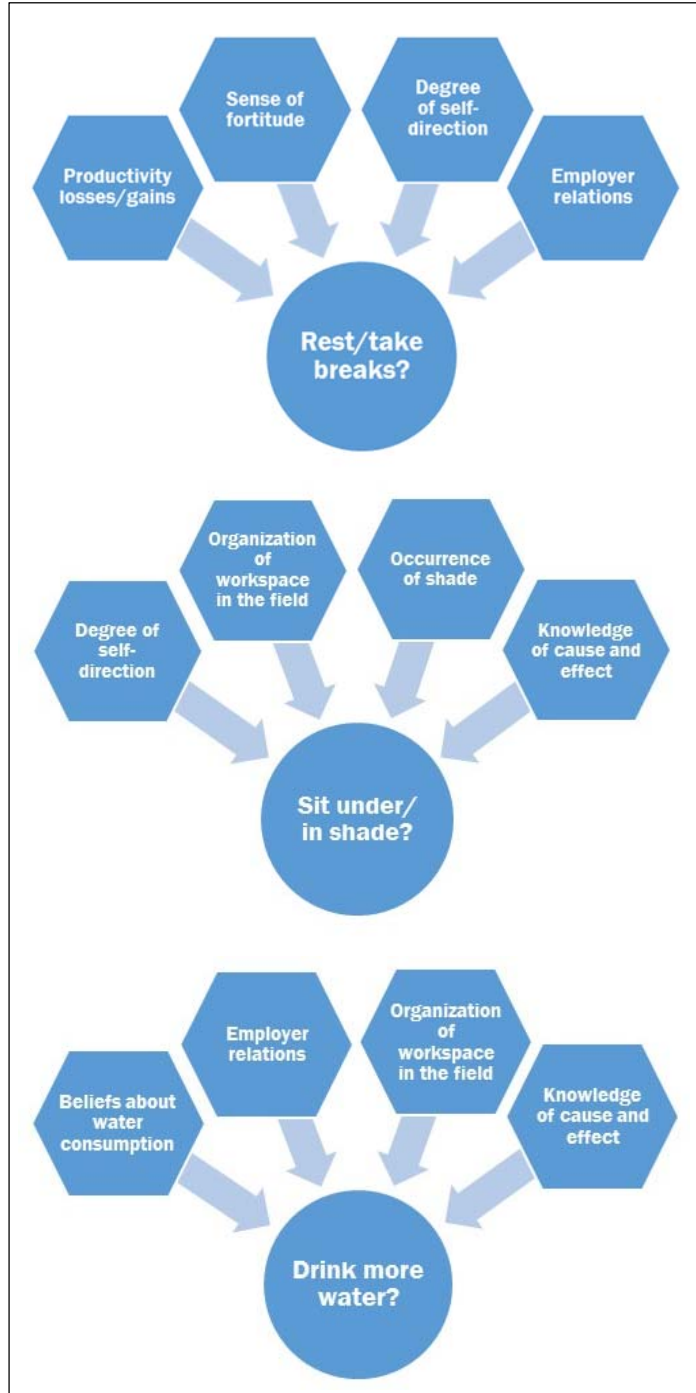 Sense of
fortitude
Degree
of self-
direction
Productivity
losses/gains
Employer
relations
Rest/take
breaks?
Organization
of
workspace
in the field
Occurrence
of shade
Degree of
self-
direction
Knowledge
of cause and
effect
Sit under/
in shade?
Employer
relations
Organization
of
workspace
in the field
Beliefs about
water
consumption
Knowledge
of cause and
effect
Drink more
water?